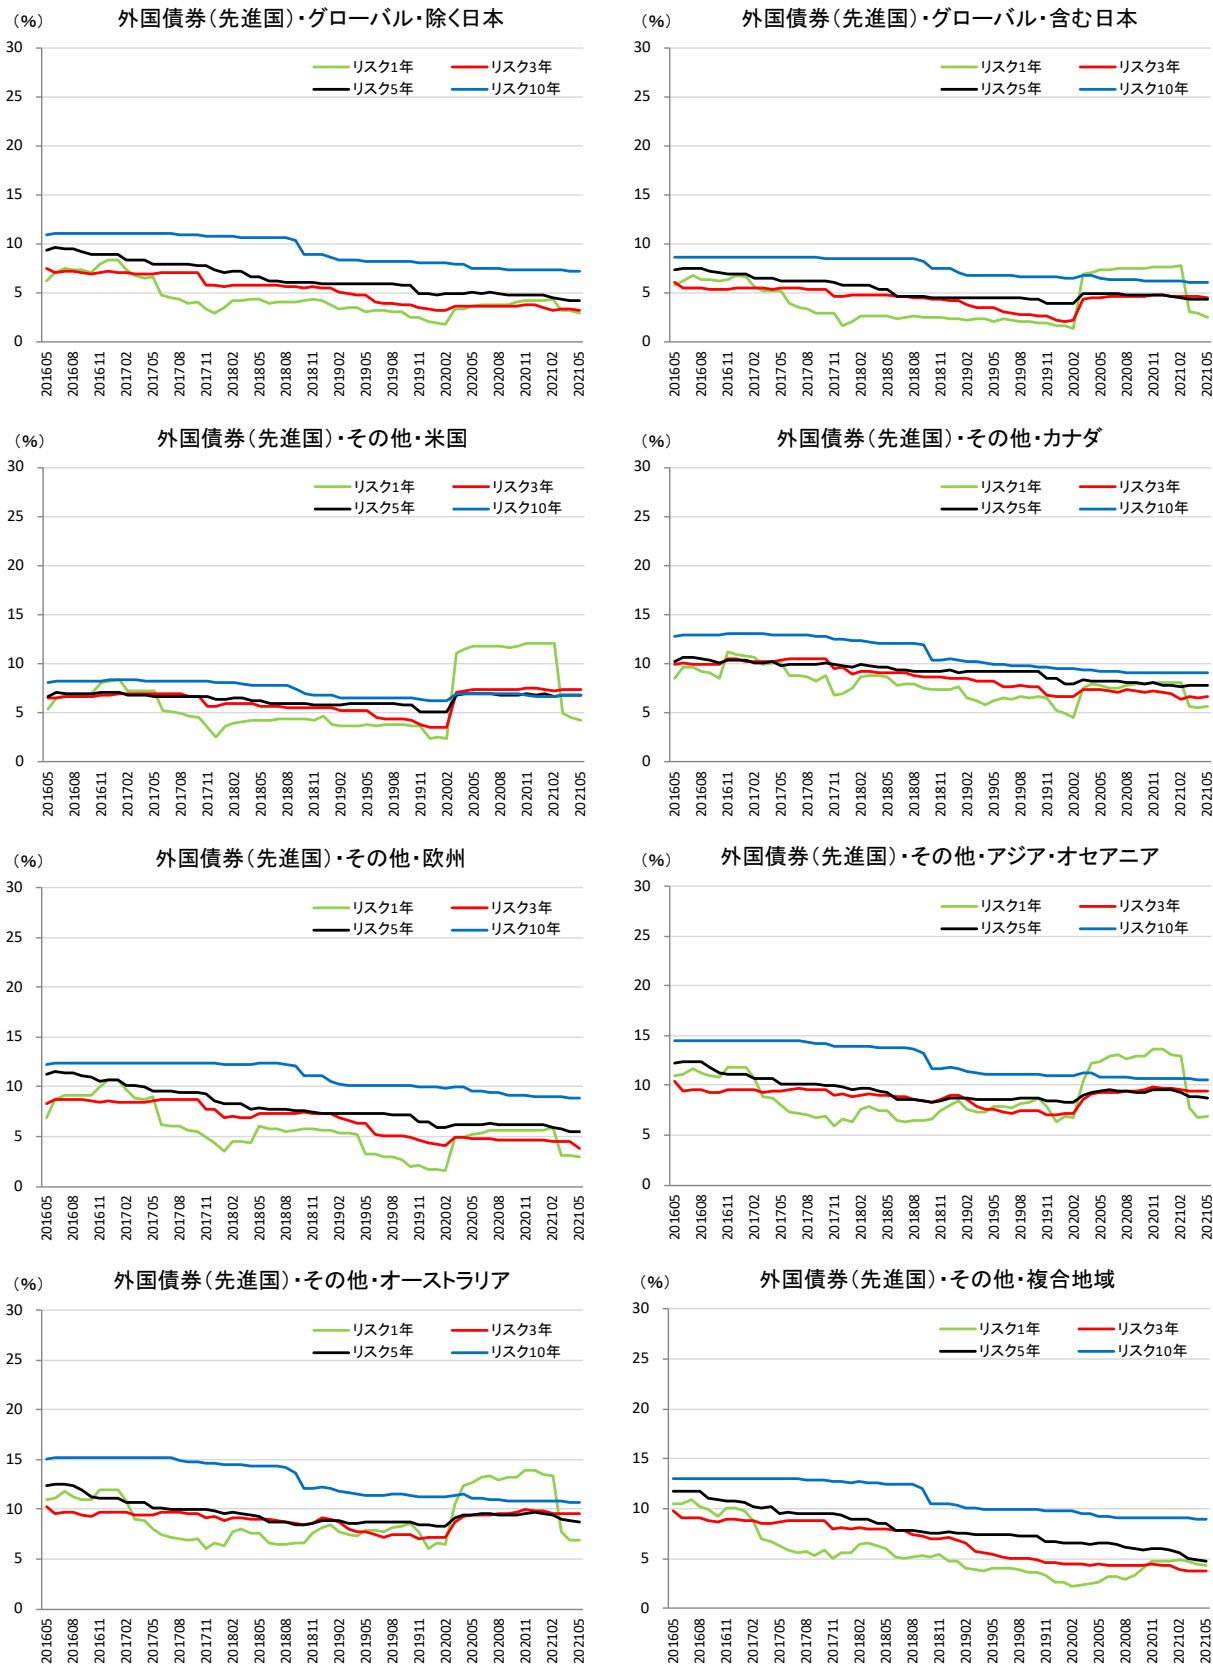 (%)
外国債券(先進国)・グローバル・除く日本
リスク1年 リスク3年
リスク5年 リスク10年
30
25
20
15
10
5
0
201605 201608 201611 201702 201705 201708 201711 201802 201805 201808 201811 201902 201905 201908 201911 202002 202005 202008 202011 202102 202105
(%)
外国債券(先進国)・グローバル・含む日本
リスク1年 リスク3年
リスク5年 リスク10年
30
25
20
15
10
5
0
201605 201608 201611 201702 201705 201708 201711 201802 201805 201808 201811 201902 201905 201908 201911 202002 202005 202008 202011 202102 202105
(%)
外国債券(先進国)・その他・米国
リスク1年 リスク3年
リスク5年 リスク10年
30
25
20
15
10
5
0
201605 201608 201611 201702 201705 201708 201711 201802 201805 201808 201811 201902 201905 201908 201911 202002 202005 202008 202011 202102 202105
(%)
外国債券(先進国)・その他・カナダ
リスク1年 リスク3年
リスク5年 リスク10年
30
25
20
15
10
5
0
201605 201608 201611 201702 201705 201708 201711 201802 201805 201808 201811 201902 201905 201908 201911 202002 202005 202008 202011 202102 202105
(%)
外国債券(先進国)・その他・欧州
リスク1年 リスク3年
リスク5年 リスク10年
30
25
20
15
10
5
0
201605 201608 201611 201702 201705 201708 201711 201802 201805 201808 201811 201902 201905 201908 201911 202002 202005 202008 202011 202102 202105
(%)
外国債券(先進国)・その他・アジア・オセアニア
リスク1年 リスク3年
リスク5年 リスク10年
30
25
20
15
10
5
0
201605 201608 201611 201702 201705 201708 201711 201802 201805 201808 201811 201902 201905 201908 201911 202002 202005 202008 202011 202102 202105
(%)
外国債券(先進国)・その他・オーストラリア
リスク1年 リスク3年
リスク5年 リスク10年
30
25
20
15
10
5
0
201605 201608 201611 201702 201705 201708 201711 201802 201805 201808 201811 201902 201905 201908 201911 202002 202005 202008 202011 202102 202105
(%)
外国債券(先進国)・その他・複合地域
リスク1年 リスク3年
リスク5年 リスク10年
30
25
20
15
10
5
0
201605 201608 201611 201702 201705 201708 201711 201802 201805 201808 201811 201902 201905 201908 201911 202002 202005 202008 202011 202102 202105